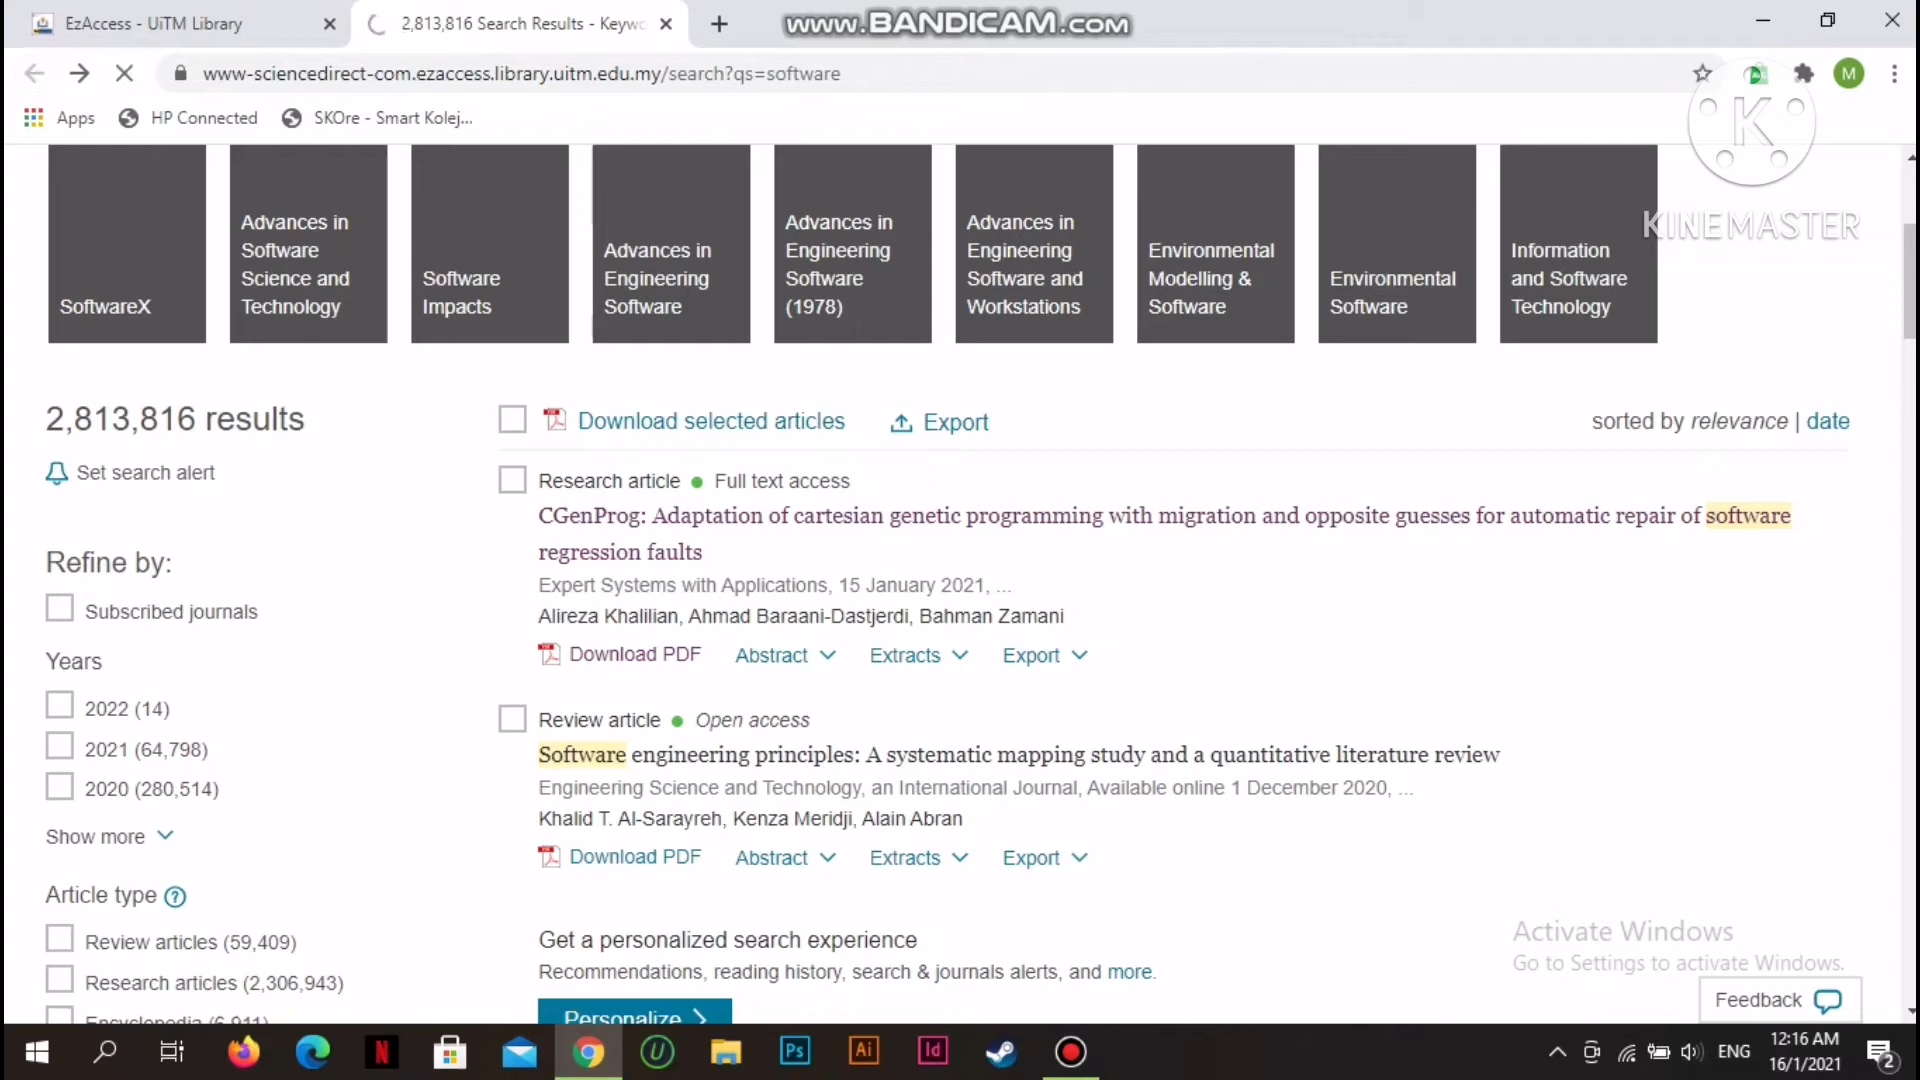 EzAccess - UiTM Library
2,813,816 Search Results - Keywo
www.BANDICAM.com
www-sciencedirect-com.ezaccess.library.uitm.edu.my/search?qs=software
M
Apps
HP Connected
SKOre - Smart Kolej...
K
KINEMASTER
SoftwareX
Advances in
Software
Science and
Technology
Software
Impacts
Advances in
Engineering
Software
Advances in
Engineering
Software
(1978)
Advances in
Engineering
Software and
Workstations
Environmental
Modelling &
Software
Environmental
Software
Information
and Software
Technology
2,813,816 results
Set search alert
Refine by:
Subscribed journals
Years
2022 (14)
2021 (64,798)
2020 (280,514)
Show more
Article type ?
Review articles (59,409)
Research articles (2,306,943)
Encyclopedia (6,911)
Download selected articles Export
sorted by relevance | date
Research article Full text access
CGenProg: Adaptation of cartesian genetic programming with migration and opposite guesses for automatic repair of software
regression faults
Expert Systems with Applications, 15 January 2021, ...
Alireza Khalilian, Ahmad Baraani-Dastjerdi, Bahman Zamani
Download PDF Abstract Extracts Export
Review article Open access
Software engineering principles: A systematic mapping study and a quantitative literature review
Engineering Science and Technology, an International Journal, Available online 1 December 2020, ...
Khalid T. Al-Sarayreh, Kenza Meridji, Alain Abran
Download PDF Abstract Extracts Export
Get a personalized search experience
Recommendations, reading history, search & journals alerts, and more.
Personalize
Activate Windows
Go to Settings to activate Windows.
Feedback
N
U
Ps
Ai
Id
ENG
12:16 AM
16/1/2021
2